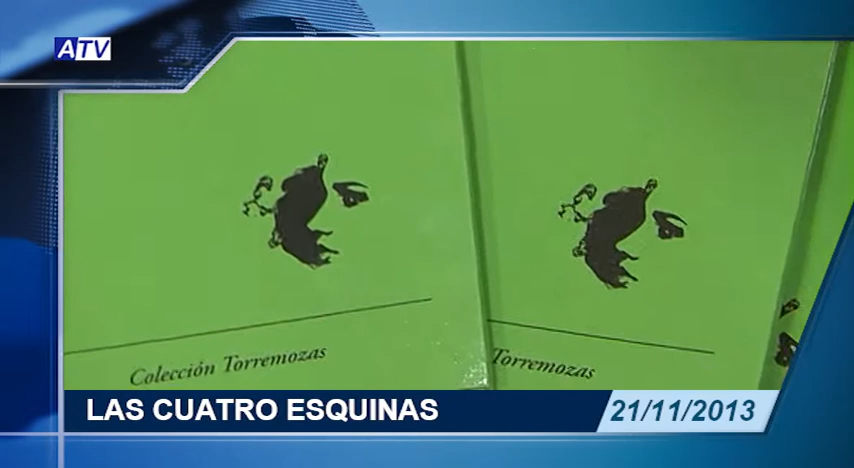 ATV
Colección Torremozas
Torremozas
LAS CUATRO ESQUINAS
21/11/2013